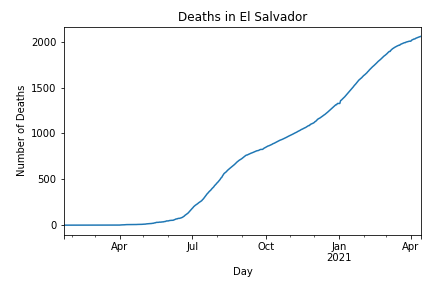 Deaths in El Salvador
Number of Deaths
2000
1500
1000
500
0
Apr
Jul
Oct
Jan
2021
Apr
Day